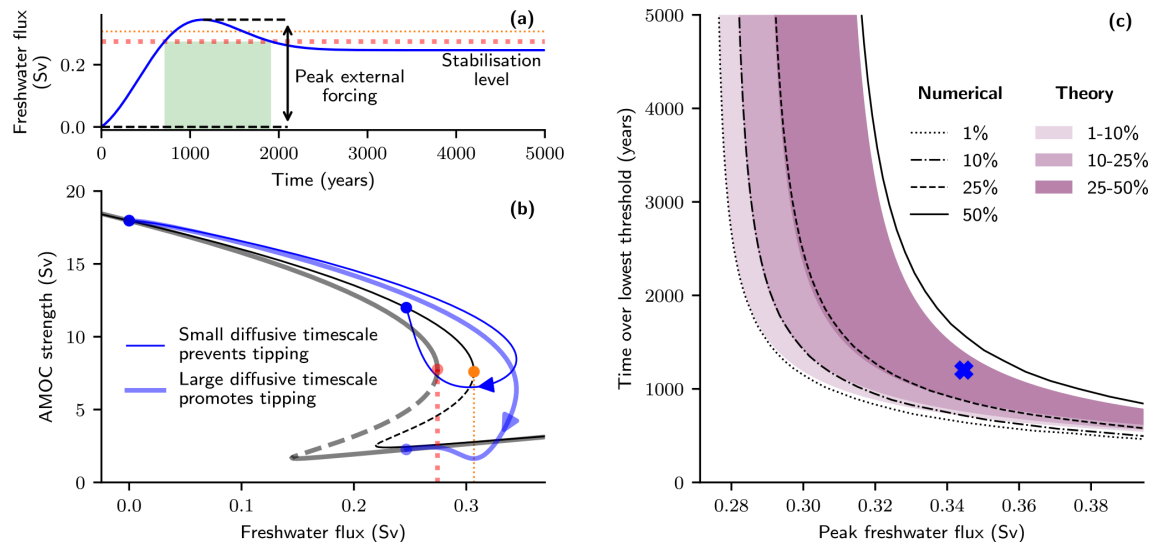 (a)
Freshwater flux
(Sv)
0.2
0.0
Stabilisation
level
Peak external
forcing
0
1000
2000
3000
4000
5000
Time (years)
(b)
AMOC strength (Sv)
20
15
10
5
0
Small diffusive timescale
prevents tipping
Large diffusive timescale
promotes tipping
0.0
0.1
0.2
0.3
Freshwater flux (Sv)
(c)
Time over lowest threshold (years)
5000
4000
3000
2000
1000
0
Numerical
1%
10%
25%
50%
Theory
1-10%
10-25%
25-50%
0.28
0.30
0.32
0.34
0.36
0.38
Peak freshwater flux (Sv)